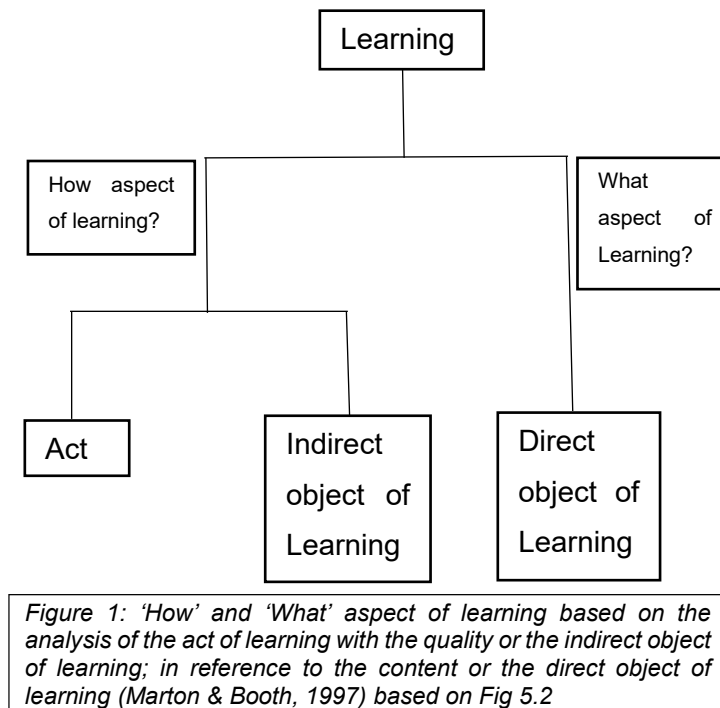 Learning
How aspect
of learning?
What
aspect of
Learning?
Act
Indirect
object of
Learning
Direct
object of
Learning
Figure 1: ‘How’ and ‘What’ aspect of learning based on the
analysis of the act of learning with the quality or the indirect object
of learning; in reference to the content or the direct object of
learning (Marton & Booth, 1997) based on Fig 5.2